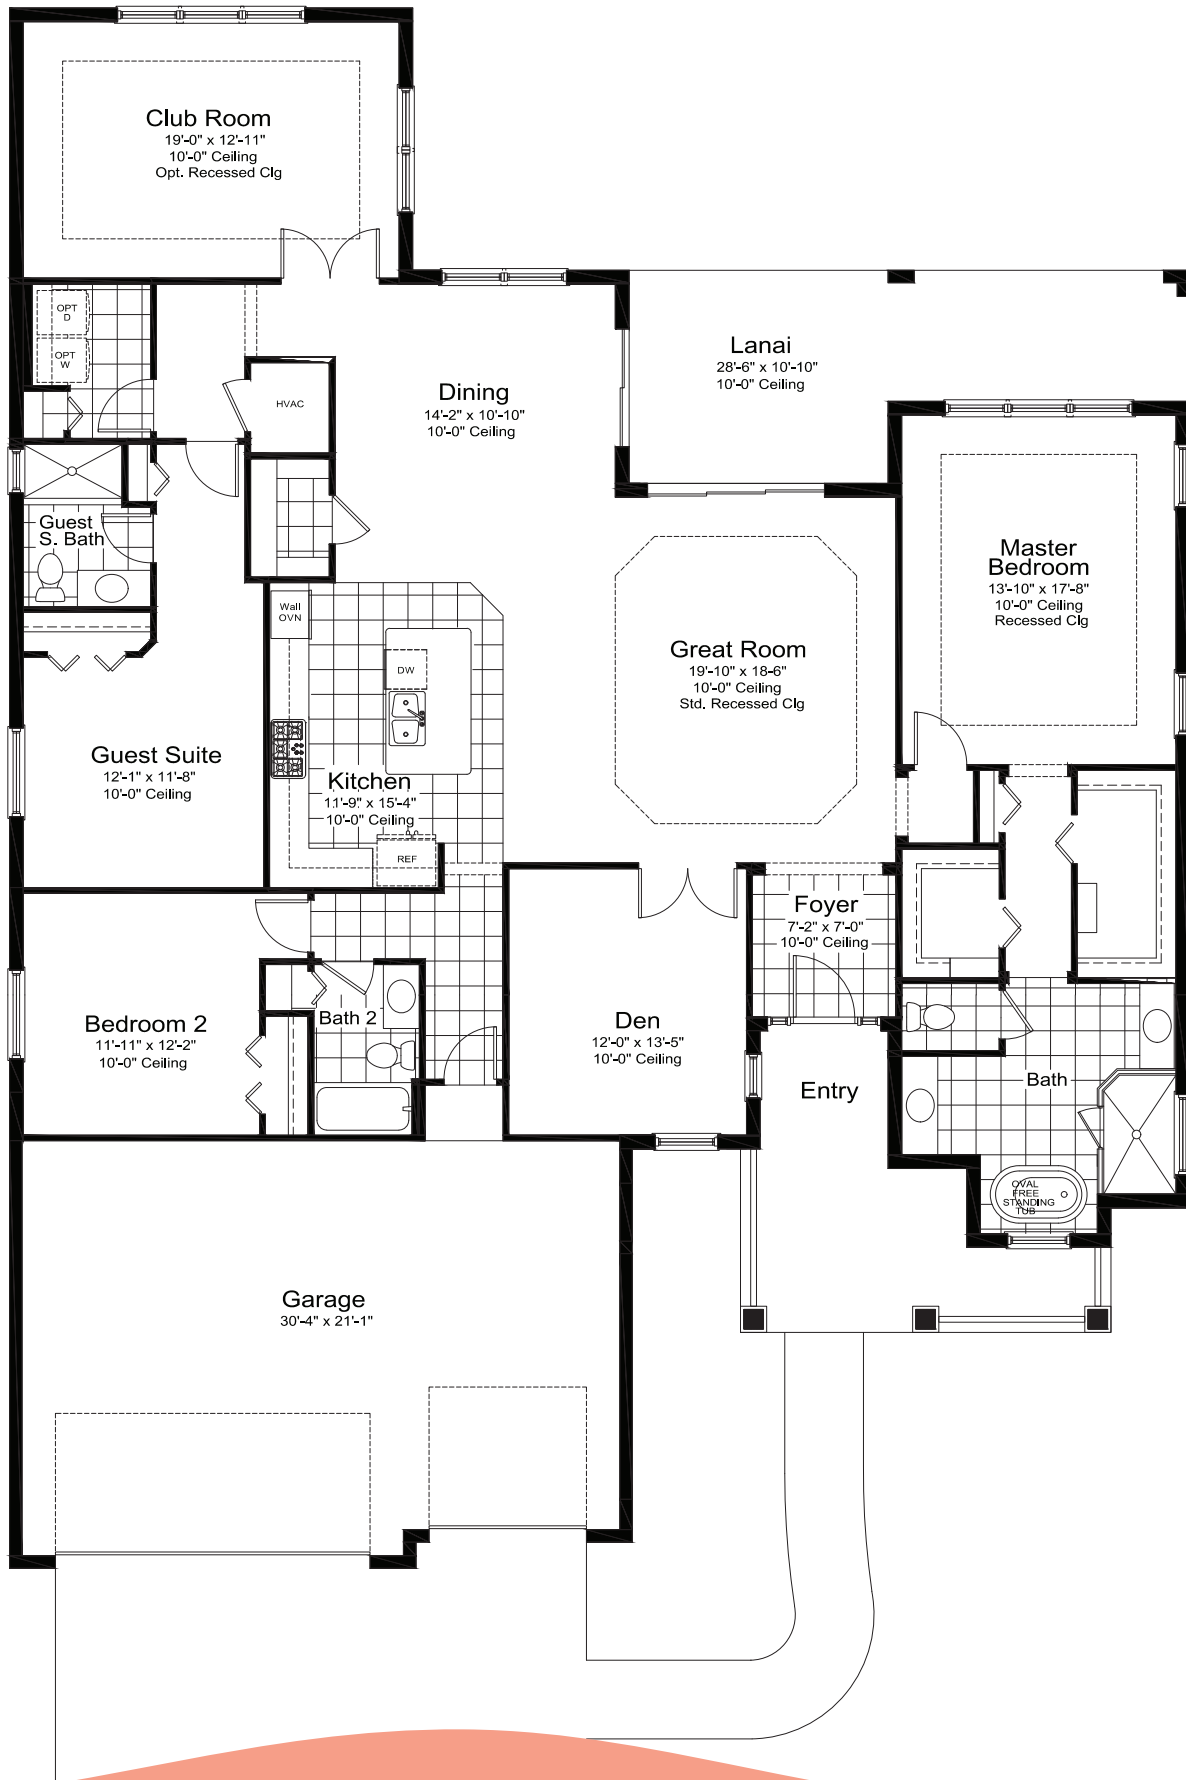 Club Room
19'-0" x 12'-11"
10'-0" Ceiling
Opt. Recessed Clg
OPT
D
OPT
W
HVAC
Dining
14'-2" x 10'-10"
10'-0" Ceiling
Lanai
28'-6" x 10'-10"
10'-0" Ceiling
Guest
S. Bath
Master
Bedroom
13'-10" x 17'-8"
10'-0" Ceiling
Recessed Clg
Wall
OVN
DW
Great Room
19'-10" x 18'-6"
10'-0" Ceiling
Std. Recessed Clg
Guest Suite
12'-1" x 11'-8"
10'-0" Ceiling
Kitchen
11'-9" x 15'-4"
10'-0" Ceiling
REF
Foyer
7'-2" x 7'-0"
10'-0" Ceiling
Bedroom 2
11'-11" x 12'-2"
10'-0" Ceiling
Bath 2
Den
12'-0" x 13'-5"
10'-0" Ceiling
Entry
Bath
OVAL
FREE
STANDING
TUB
Garage
30'-4" x 21'-1"